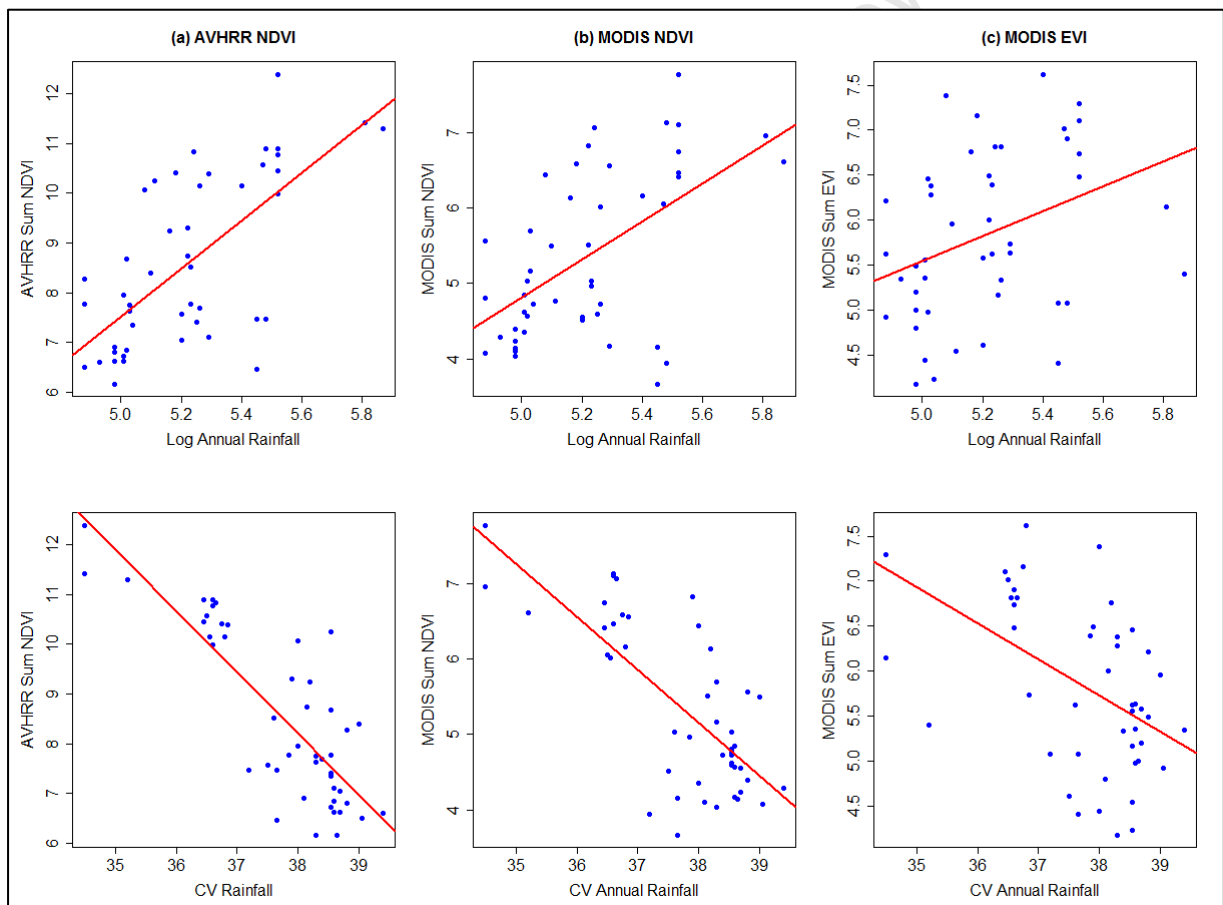 (a) AVHRR NDVI
(b) MODIS NDVI
(c) MODIS EVI
AVHRR Sum NDVI
12
11
10
9
8
7
6
5.0 5.2 5.4 5.6 5.8
Log Annual Rainfall
MODIS Sum NDVI
7
6
5
4
5.0 5.2 5.4 5.6 5.8
Log Annual Rainfall
MODIS Sum EVI
7.5
7.0
6.5
6.0
5.5
5.0
4.5
5.0 5.2 5.4 5.6 5.8
Log Annual Rainfall
AVHRR Sum NDVI
12
11
10
9
8
7
6
35 36 37 38 39
CV Rainfall
MODIS Sum NDVI
7
6
5
4
35 36 37 38 39
CV Annual Rainfall
MODIS Sum EVI
7.5
7.0
6.5
6.0
5.5
5.0
4.5
35 36 37 38 39
CV Annual Rainfall